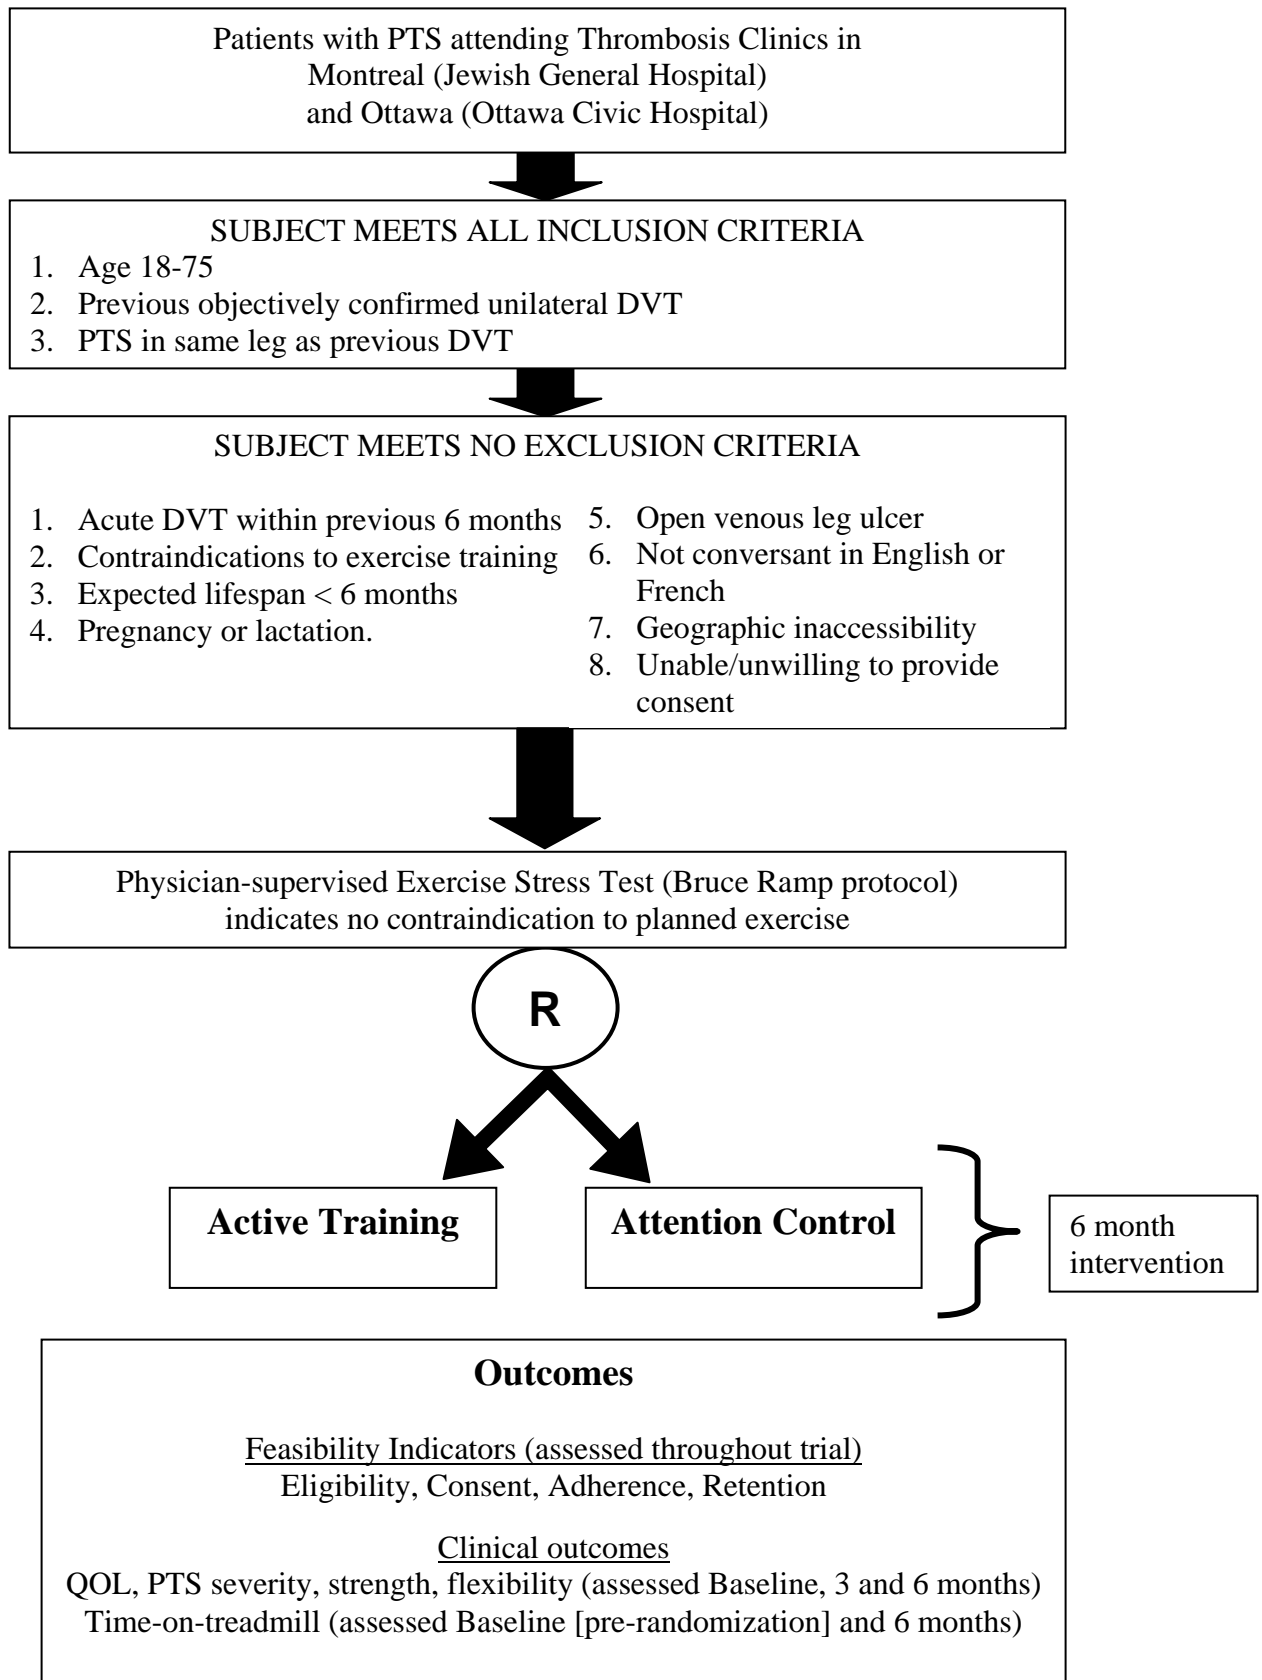 Patients with PTS attending Thrombosis Clinics in
Montreal (Jewish General Hospital)
and Ottawa (Ottawa Civic Hospital)
SUBJECT MEETS ALL INCLUSION CRITERIA
1. Age 18-75
2. Previous objectively confirmed unilateral DVT
3. PTS in same leg as previous DVT
SUBJECT MEETS NO EXCLUSION CRITERIA
1. Acute DVT within previous 6 months
2. Contraindications to exercise training
3. Expected lifespan < 6 months
4. Pregnancy or lactation.
5. Open venous leg ulcer
6. Not conversant in English or
French
7. Geographic inaccessibility
8. Unable/unwilling to provide
consent
Physician-supervised Exercise Stress Test (Bruce Ramp protocol)
indicates no contraindication to planned exercise
R
Active Training
Attention Control
6 month
intervention
Outcomes
Feasibility Indicators (assessed throughout trial)
Eligibility, Consent, Adherence, Retention
Clinical outcomes
QOL, PTS severity, strength, flexibility (assessed Baseline, 3 and 6 months)
Time-on-treadmill (assessed Baseline [pre-randomization] and 6 months)